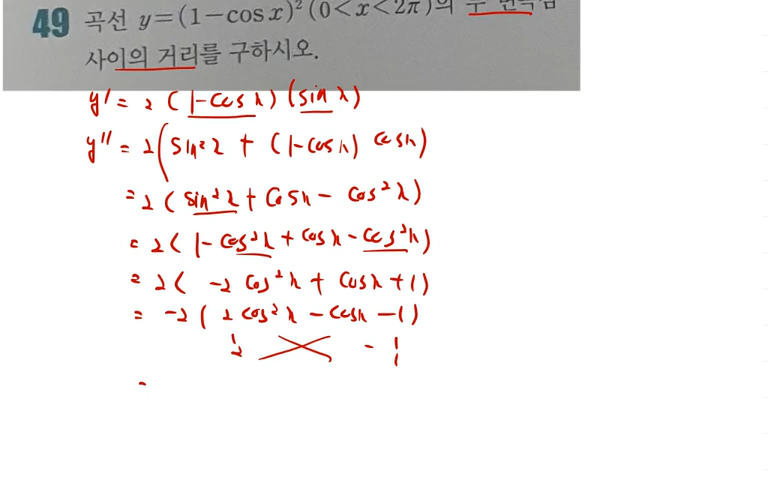 49 곡선 y=(1-cos x)² (0<x<2π)의 두 변곡점
사이의 거리를 구하시오.
y' = 2 (1-cos x) (sin x)
y'' = 2(sin²x + (1-cos x) cos x)
= 2 ( sin²x + cos x - cos²x)
= 2 ( 1-cos²x + cos x - cos²x)
= 2 ( -2 cos²x + cos x + 1)
= -2 ( 2 cos²x - cos x - 1)
1 - 1
2 1
=